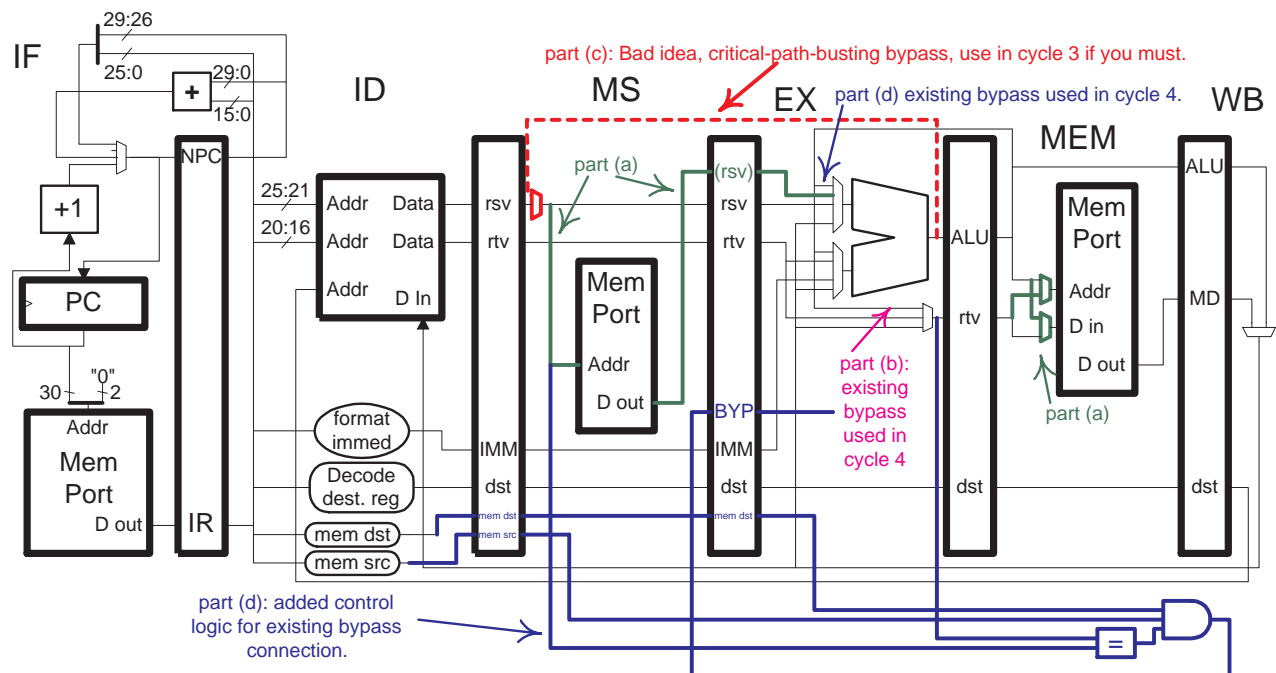 29:26
IF
25:0
+
29:0
15:0
ID
MS
part (c): Bad idea, critical-path-busting bypass, use in cycle 3 if you must.
EX
part (d) existing bypass used in cycle 4.
WB
MEM
NPC
+1
PC
30
"0"
2
Addr
Mem
Port
D out
IR
25:21
20:16
Addr
Data
Addr
Data
Addr
D In
format
immed
Decode
dest. reg
mem dst
mem src
rsv
rtv
IMM
dst
mem dst
mem src
part (a)
Mem
Port
Addr
D out
(rsv)
rsv
rtv
BYP
IMM
dst
mem dst
part (b):
existing
bypass
used in
cycle 4
ALU
rtv
dst
Mem
Port
Addr
D in
D out
part (a)
ALU
MD
dst
part (d): added control
logic for existing bypass
connection.
=